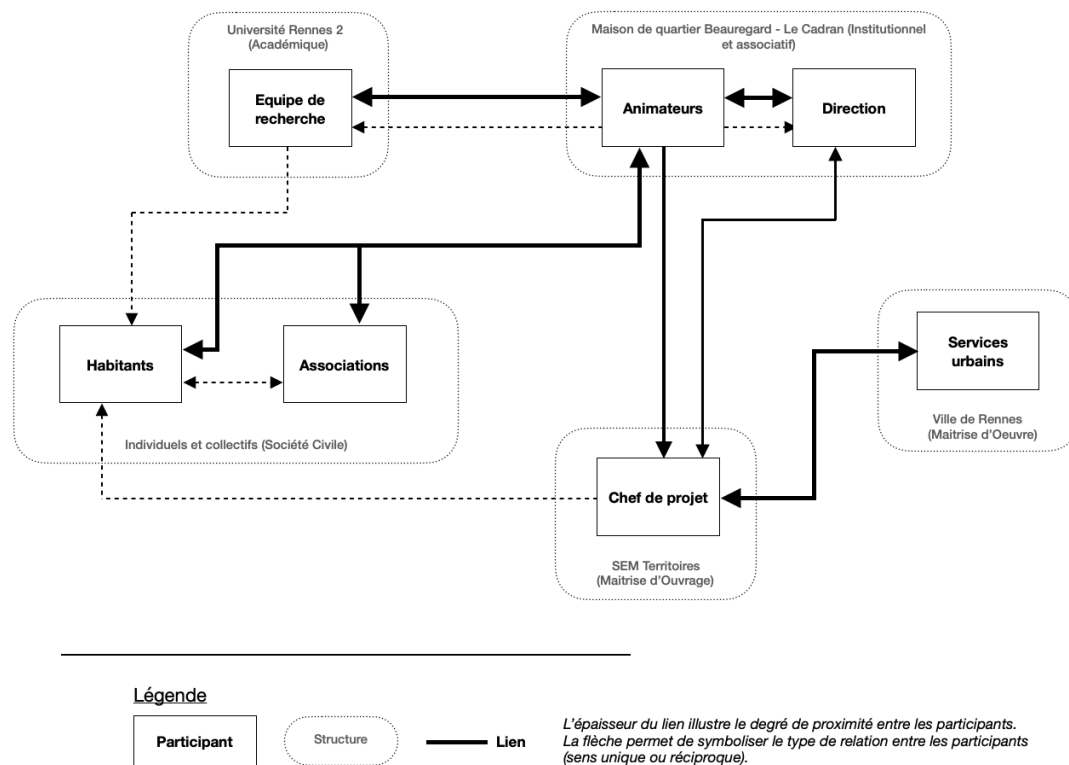 Université Rennes 2
(Académique)
Maison de quartier Beauregard - Le Cadran (Institutionnel
et associatif)
Equipe de
recherche
Animateurs
Direction
Habitants
Associations
Services
urbains
Individuels et collectifs (Société Civile)
Ville de Rennes
(Maitrise d'Oeuvre)
Chef de projet
SEM Territoires
(Maitrise d'Ouvrage)
Légende
Participant
Structure
Lien
L'épaisseur du lien illustre le degré de proximité entre les participants.
La flèche permet de symboliser le type de relation entre les participants
(sens unique ou réciproque).